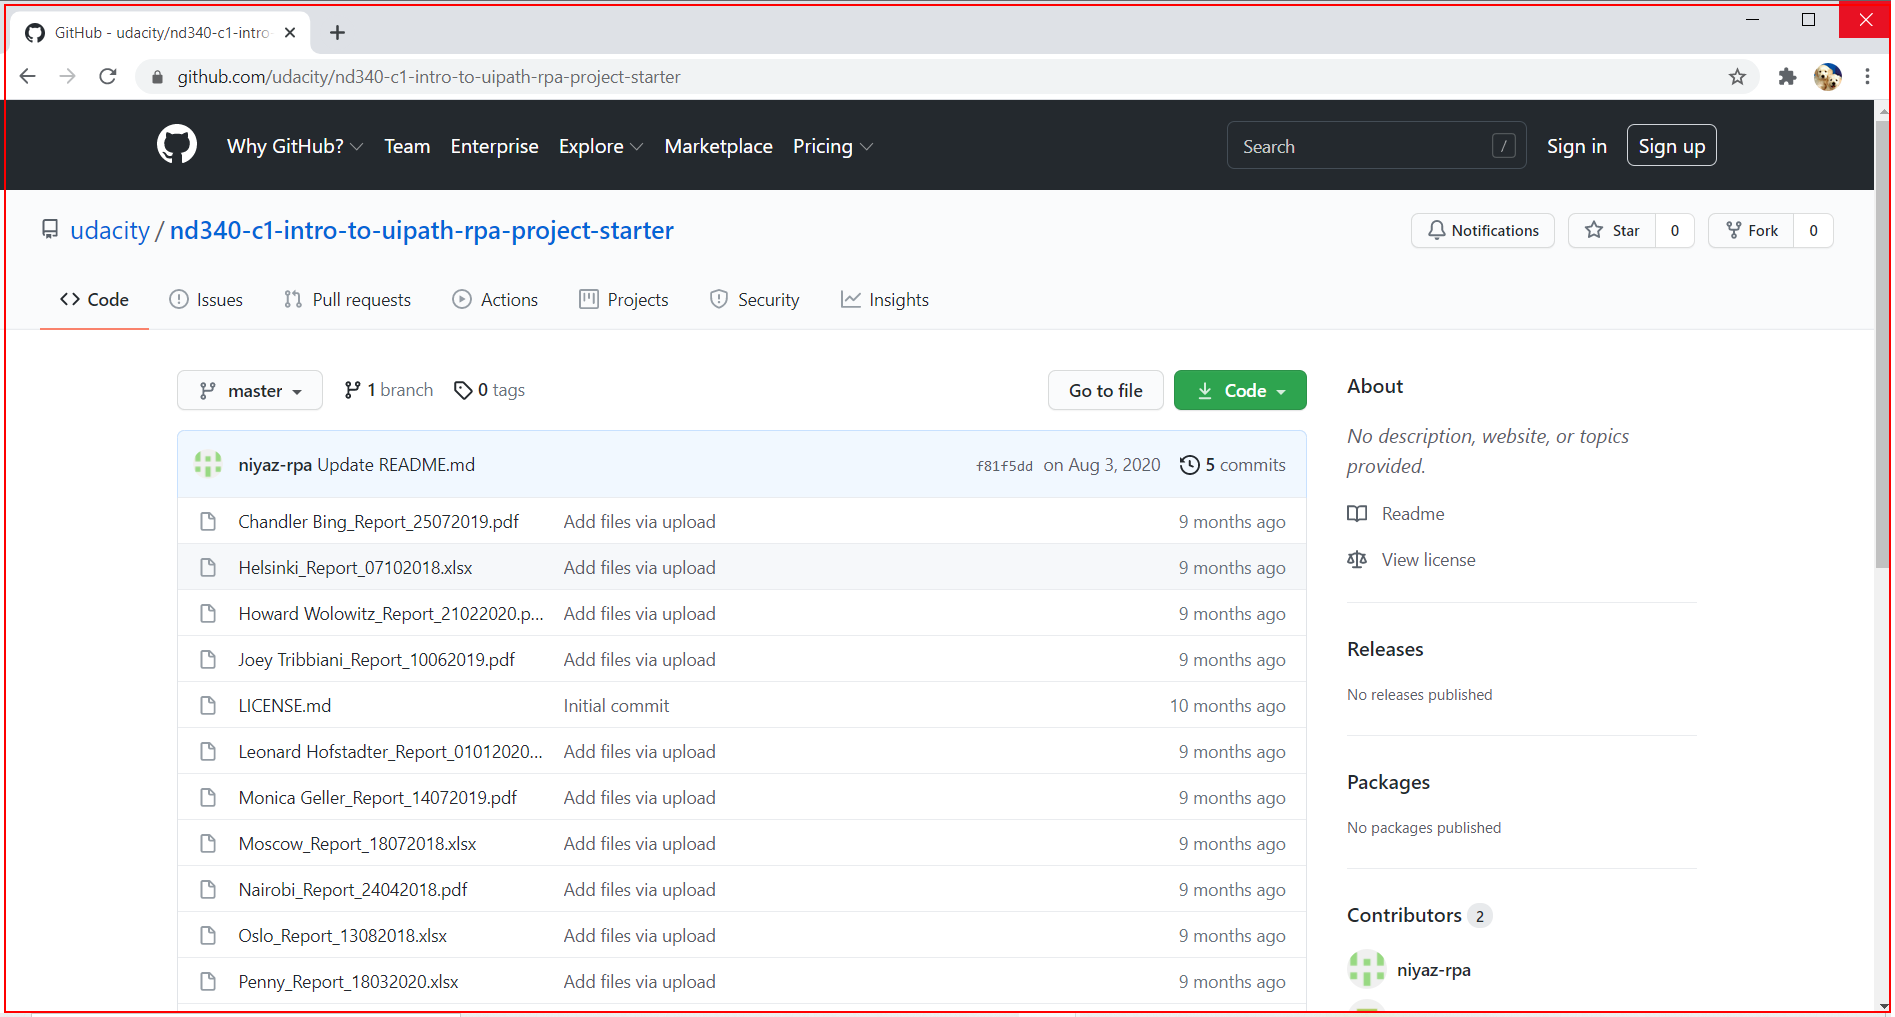 GitHub - udacity/nd340-c1-intro-
github.com/udacity/nd340-c1-intro-to-uipath-rpa-project-starter
Why GitHub? Team Enterprise Explore Marketplace Pricing Search / Sign in Sign up
udacity / nd340-c1-intro-to-uipath-rpa-project-starter Notifications Star 0 Fork 0
Code Issues Pull requests Actions Projects Security Insights
master 1 branch 0 tags Go to file Code
niyaz-rpa Update README.md f81f5dd on Aug 3, 2020 5 commits
Chandler Bing_Report_25072019.pdf Add files via upload 9 months ago
Helsinki_Report_07102018.xlsx Add files via upload 9 months ago
Howard Wolowitz_Report_21022020.p... Add files via upload 9 months ago
Joey Tribbiani_Report_10062019.pdf Add files via upload 9 months ago
LICENSE.md Initial commit 10 months ago
Leonard Hofstadter_Report_01012020... Add files via upload 9 months ago
Monica Geller_Report_14072019.pdf Add files via upload 9 months ago
Moscow_Report_18072018.xlsx Add files via upload 9 months ago
Nairobi_Report_24042018.pdf Add files via upload 9 months ago
Oslo_Report_13082018.xlsx Add files via upload 9 months ago
Penny_Report_18032020.xlsx Add files via upload 9 months ago
About
No description, website, or topics
provided.
Readme
View license
Releases
No releases published
Packages
No packages published
Contributors 2
niyaz-rpa